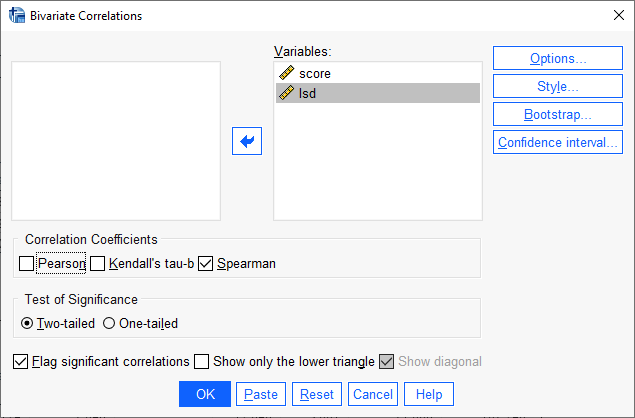 Bivariate Correlations
Variables:
score
lsd
Options...
Style...
Bootstrap...
Confidence interval...
Correlation Coefficients
Pearson Kendall's tau-b Spearman
Test of Significance
Two-tailed One-tailed
Flag significant correlations Show only the lower triangle Show diagonal
OK Paste Reset Cancel Help